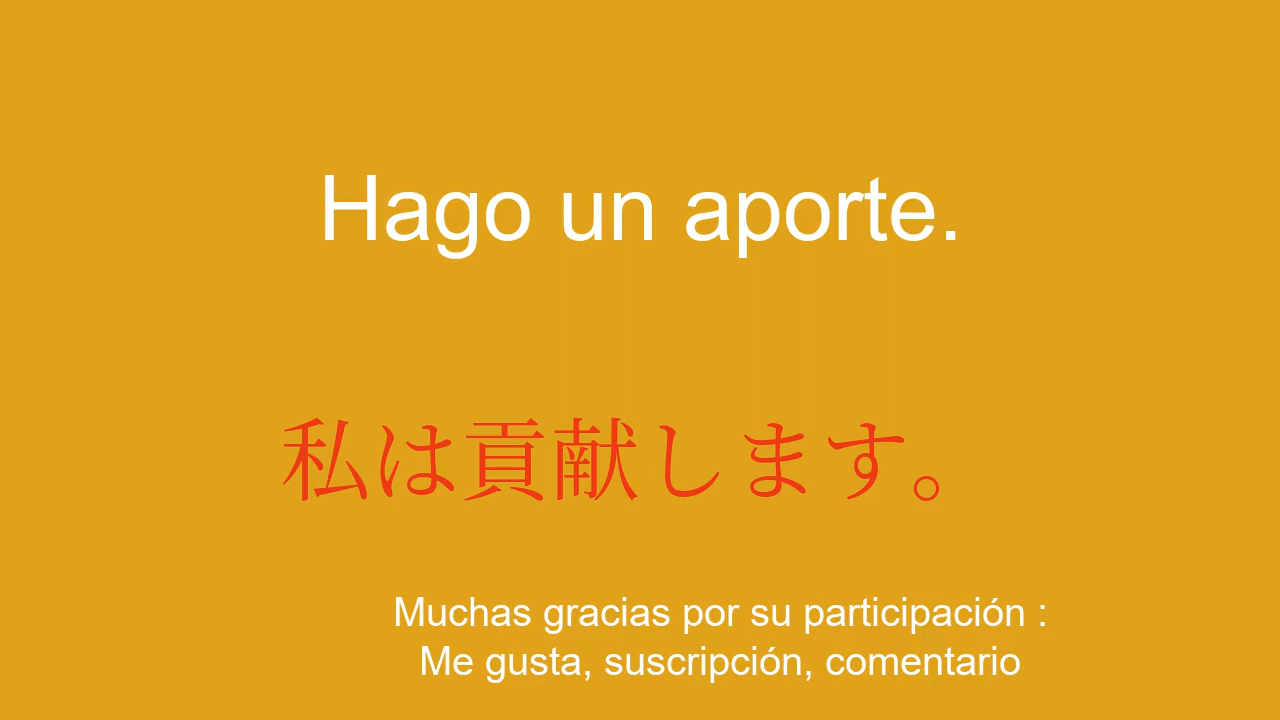 Hago un aporte.
私は貢献します。
Muchas gracias por su participación :
Me gusta, suscripción, comentario